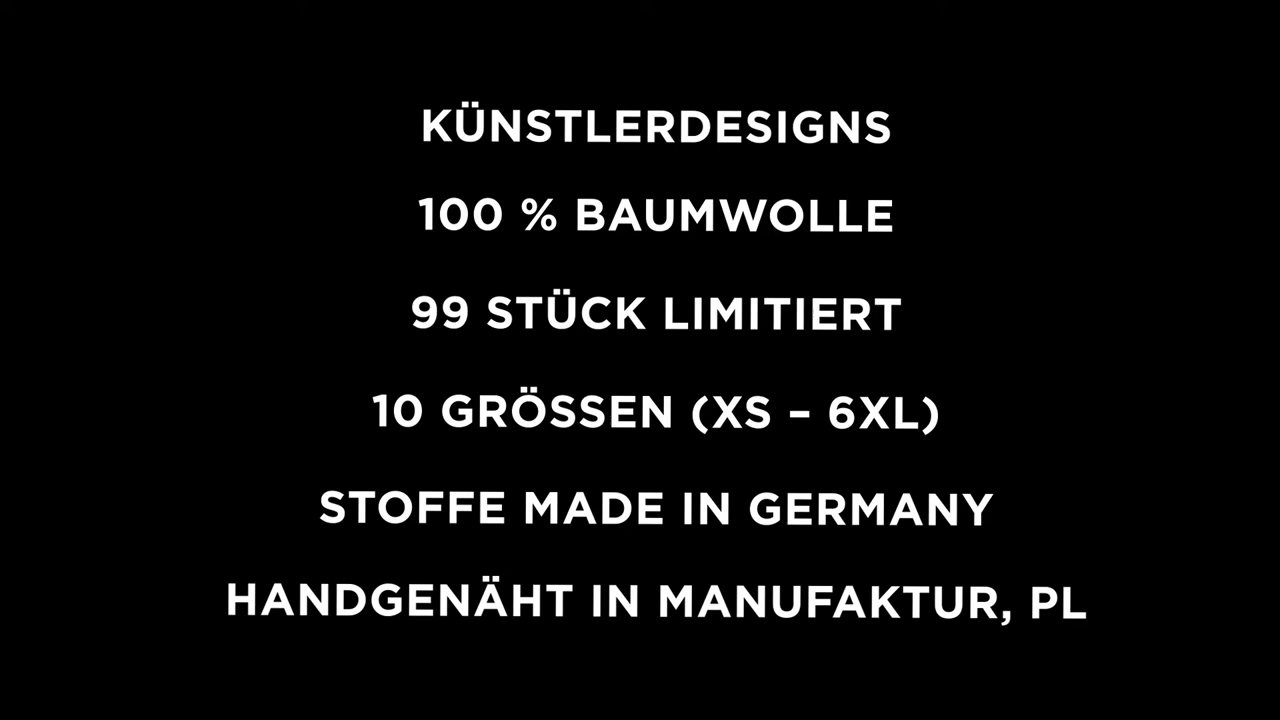 KÜNSTLERDESIGNS
100 % BAUMWOLLE
99 STÜCK LIMITIERT
10 GRÖSSEN (XS – 6XL)
STOFFE MADE IN GERMANY
HANDGENÄHT IN MANUFAKTUR, PL